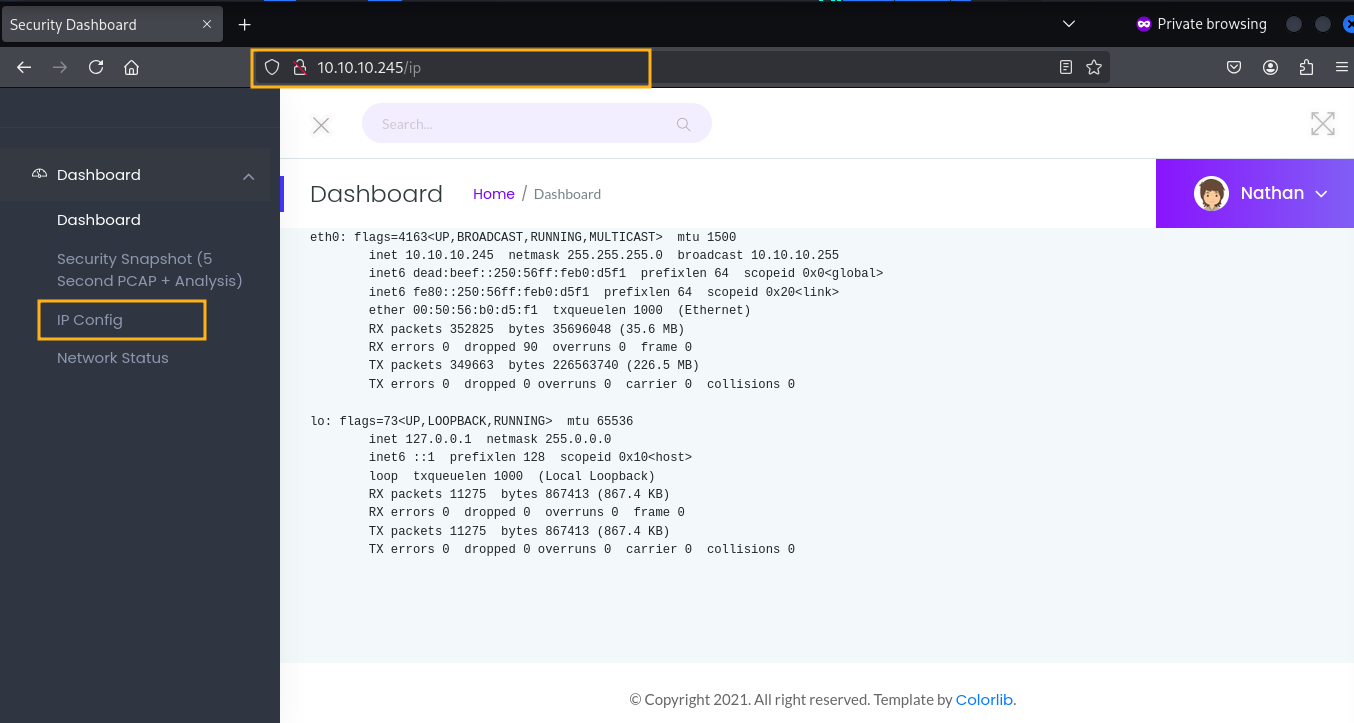 Security Dashboard
Private browsing
10.10.10.245/ip
Search...
Dashboard
Dashboard
Security Snapshot (5
Second PCAP + Analysis)
IP Config
Network Status
Dashboard Home / Dashboard
Nathan
eth0: flags=4163<UP,BROADCAST,RUNNING,MULTICAST>  mtu 1500
        inet 10.10.10.245  netmask 255.255.255.0  broadcast 10.10.10.255
        inet6 dead:beef::250:56ff:feb0:d5f1  prefixlen 64  scopeid 0x0<global>
        inet6 fe80::250:56ff:feb0:d5f1  prefixlen 64  scopeid 0x20<link>
        ether 00:50:56:b0:d5:f1  txqueuelen 1000  (Ethernet)
        RX packets 352825  bytes 35696048 (35.6 MB)
        RX errors 0  dropped 90  overruns 0  frame 0
        TX packets 349663  bytes 226563740 (226.5 MB)
        TX errors 0  dropped 0 overruns 0  carrier 0  collisions 0
lo: flags=73<UP,LOOPBACK,RUNNING>  mtu 65536
        inet 127.0.0.1  netmask 255.0.0.0
        inet6 ::1  prefixlen 128  scopeid 0x10<host>
        loop  txqueuelen 1000  (Local Loopback)
        RX packets 11275  bytes 867413 (867.4 KB)
        RX errors 0  dropped 0  overruns 0  frame 0
        TX packets 11275  bytes 867413 (867.4 KB)
        TX errors 0  dropped 0 overruns 0  carrier 0  collisions 0
© Copyright 2021. All right reserved. Template by Colorlib.